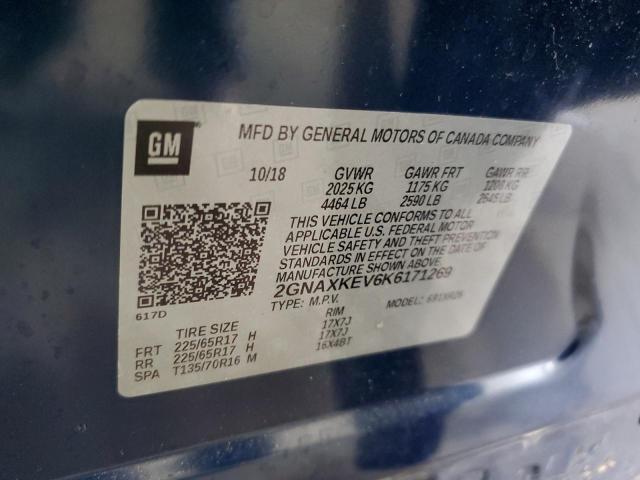 GM
MFD BY GENERAL MOTORS OF CANADA COMPANY
10/18 GVWR GAWR FRT GAWR RR
2025 KG 1175 KG 1200 KG
4464 LB 2590 LB 2645 LB
THIS VEHICLE CONFORMS TO ALL
APPLICABLE U.S. FEDERAL MOTOR
VEHICLE SAFETY AND THEFT PREVENTION
STANDARDS IN EFFECT ON THE DATE OF
MANUFACTURE SHOWN ABOVE.
2GNAXKEV6K6171269
TYPE: M.P.V. MODEL:
617D
TIRE SIZE RIM
FRT 225/65R17 H 17X7J
RR 225/65R17 H 17X7J
SPA T135/70R16 M 16X4BT